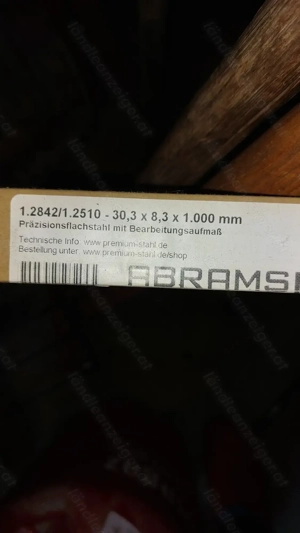 1.2842/1.2510 - 30,3 x 8,3 x 1.000 mm
Präzisionsflachstahl mit Bearbeitungsaufmaß
Technische Info: www.premium-stahl.de
Bestellung unter: www.premium-stahl.de/shop
ABRAMS